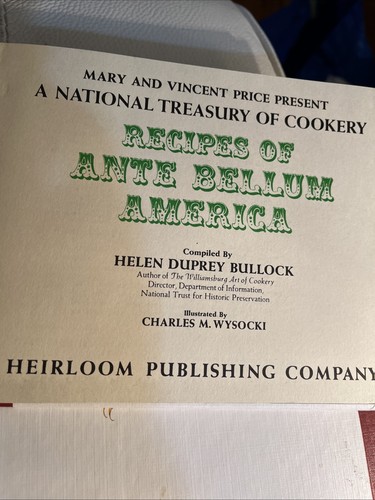 MARY AND VINCENT PRICE PRESENT
A NATIONAL TREASURY OF COOKERY
RECIPES OF
ANTE BELLUM
AMERICA
Compiled By
HELEN DUPREY BULLOCK
Author of The Williamsburg Art of Cookery
Director, Department of Information,
National Trust for Historic Preservation
Illustrated By
CHARLES M. WYSOCKI
HEIRLOOM PUBLISHING COMPANY